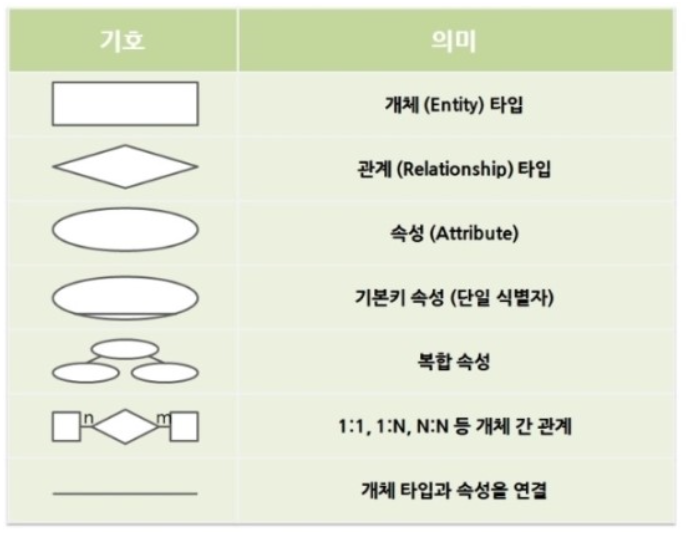 기호 의미
개체 (Entity) 타입
관계 (Relationship) 타입
속성 (Attribute)
기본키 속성 (단일 식별자)
복합 속성
n m 1:1, 1:N, N:N 등 개체 간 관계
개체 타입과 속성을 연결